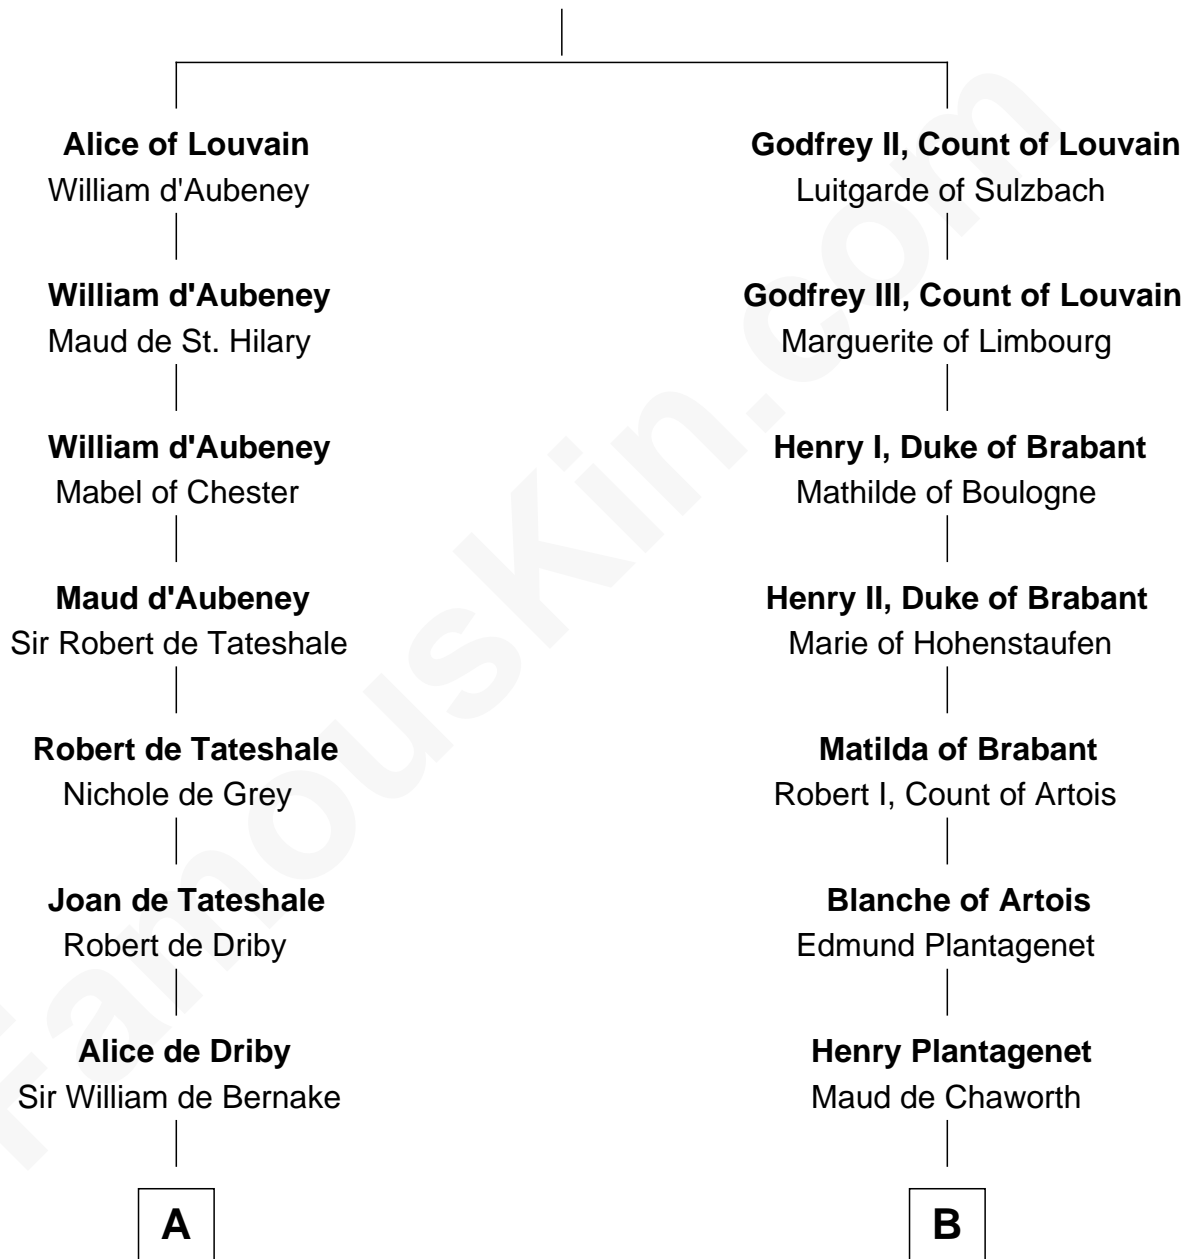 Alice of Louvain
William d'Aubeney
William d'Aubeney
Maud de St. Hilary
William d'Aubeney
Mabel of Chester
Maud d'Aubeney
Sir Robert de Tateshale
Robert de Tateshale
Nichole de Grey
Joan de Tateshale
Robert de Driby
Alice de Driby
Sir William de Bernake
A
Godfrey II, Count of Louvain
Luitgarde of Sulzbach
Godfrey III, Count of Louvain
Marguerite of Limbourg
Henry I, Duke of Brabant
Mathilde of Boulogne
Henry II, Duke of Brabant
Marie of Hohenstaufen
Matilda of Brabant
Robert I, Count of Artois
Blanche of Artois
Edmund Plantagenet
Henry Plantagenet
Maud de Chaworth
B
FamousKin.com